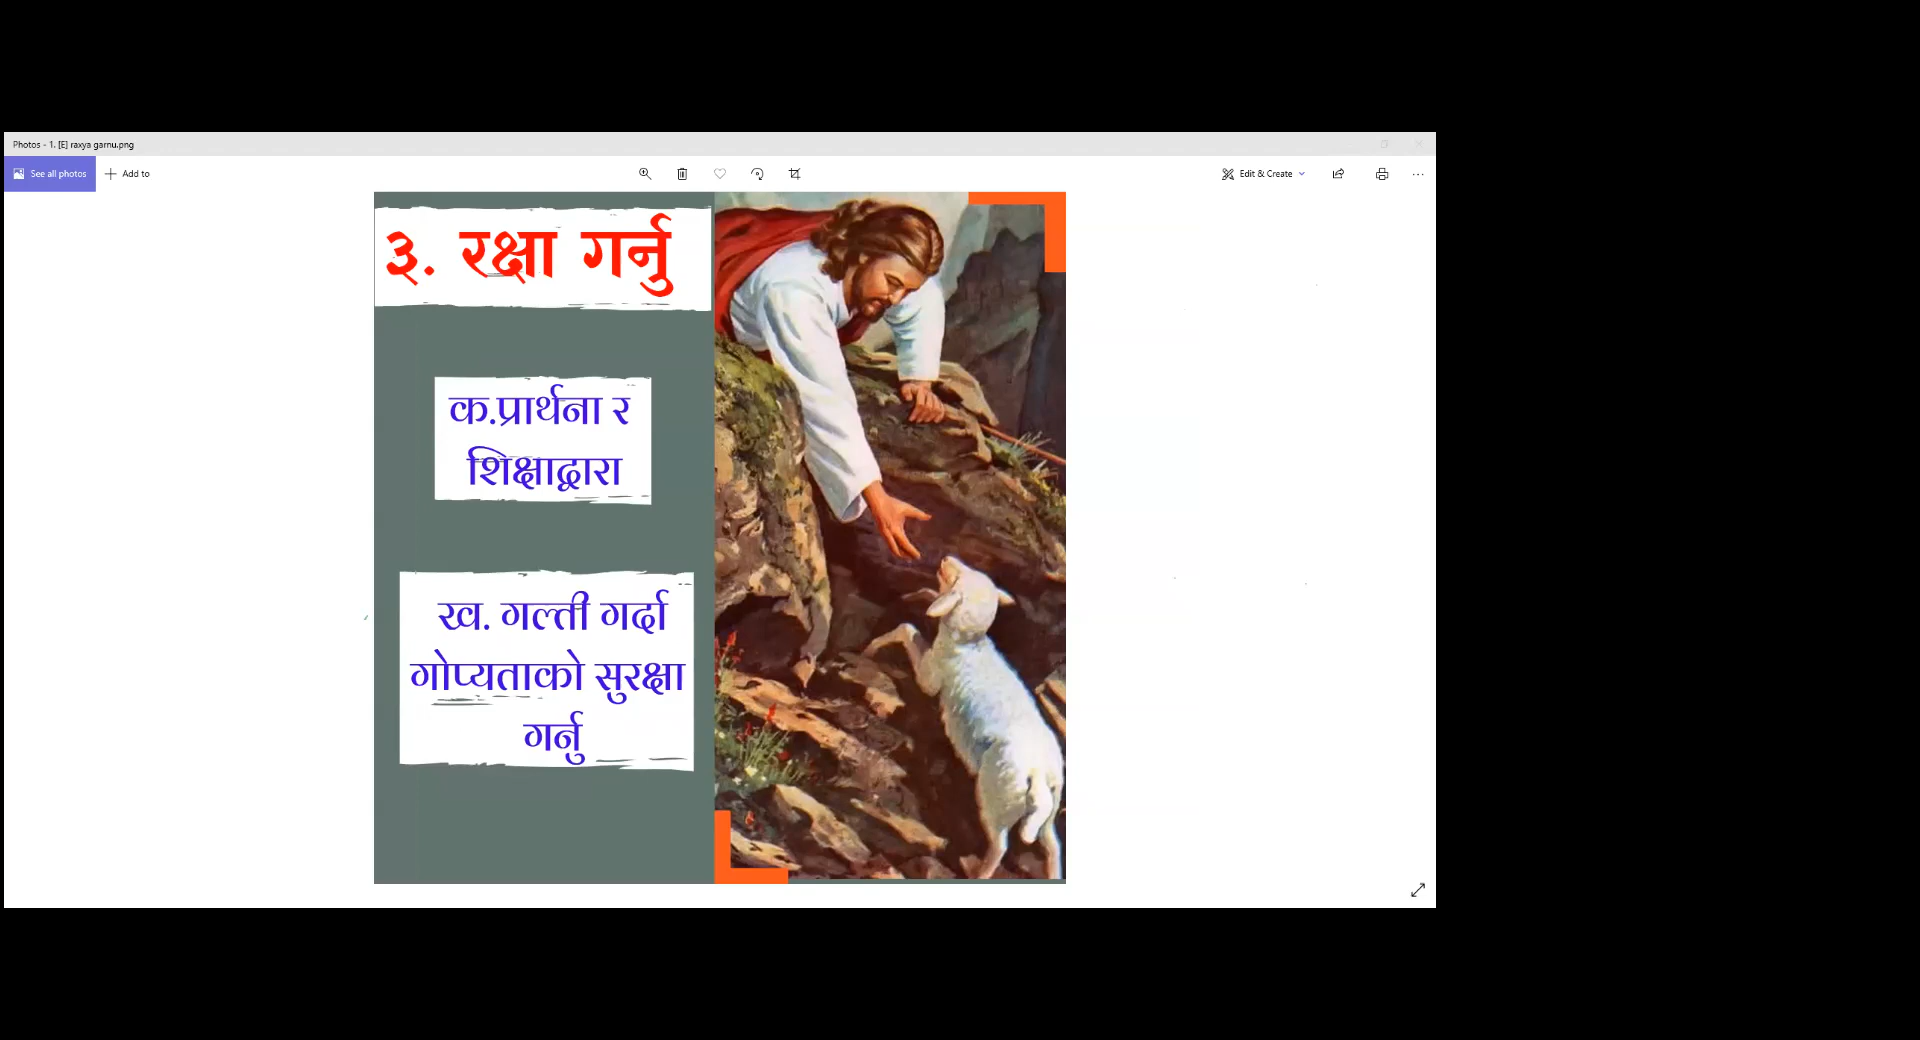 Photos - 1. [E] raxya garnu.png
See all photos
Add to
Edit & Create
३. रक्षा गर्नु
क.प्रार्थना र
शिक्षाद्वारा
ख. गल्ती गर्दा
गोप्यताको सुरक्षा
गर्नु